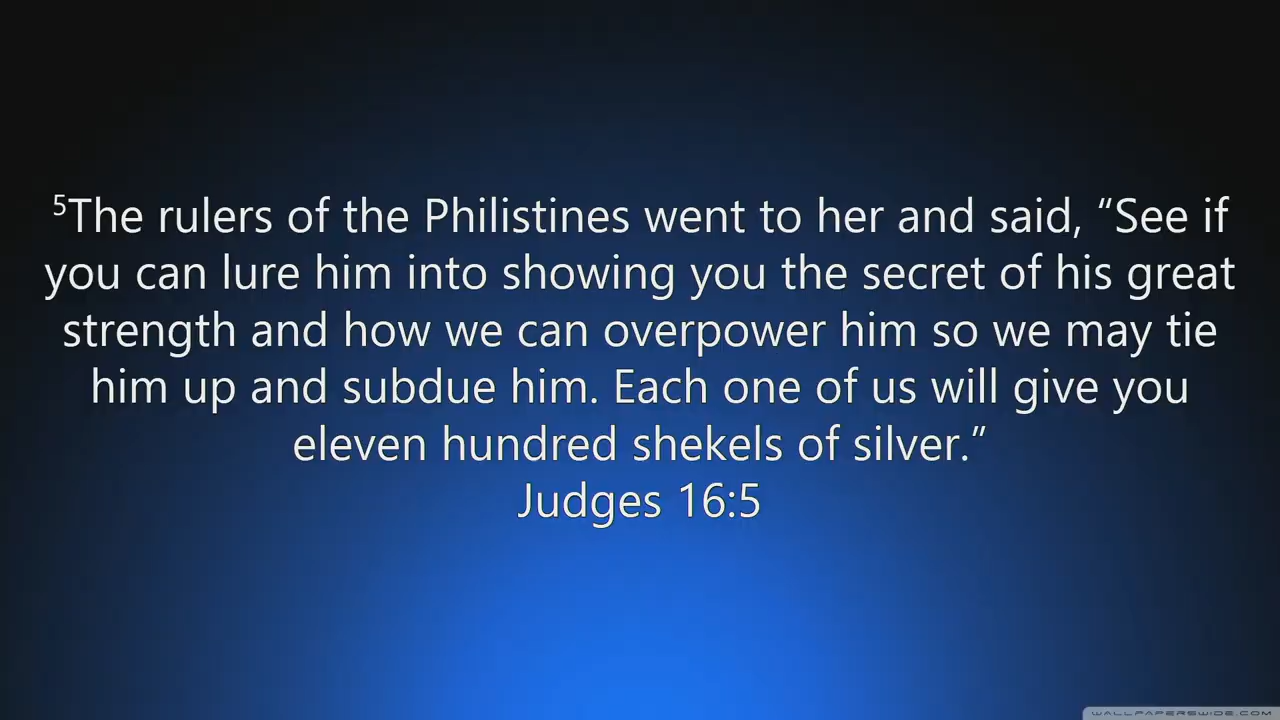 ⁵The rulers of the Philistines went to her and said, “See if
you can lure him into showing you the secret of his great
strength and how we can overpower him so we may tie
him up and subdue him. Each one of us will give you
eleven hundred shekels of silver.”
Judges 16:5
WALLPAPERSWIDE.COM